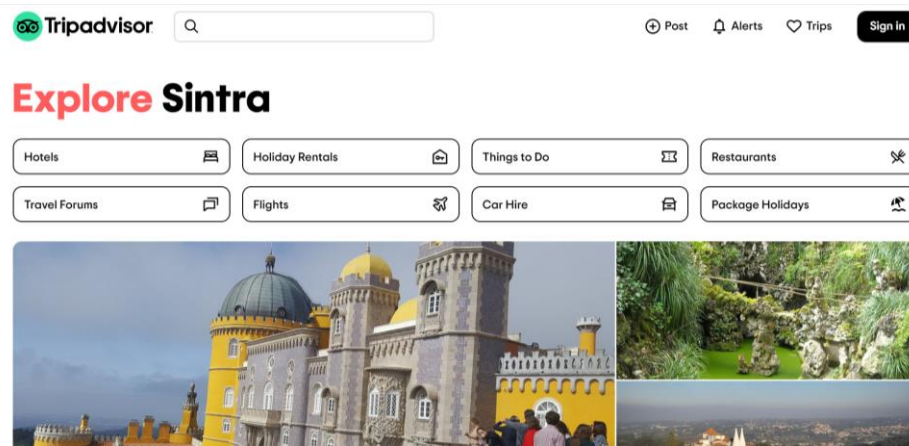 Tripadvisor
Post
Alerts
Trips
Sign in
Explore Sintra
Hotels
Holiday Rentals
Things to Do
Restaurants
Travel Forums
Flights
Car Hire
Package Holidays